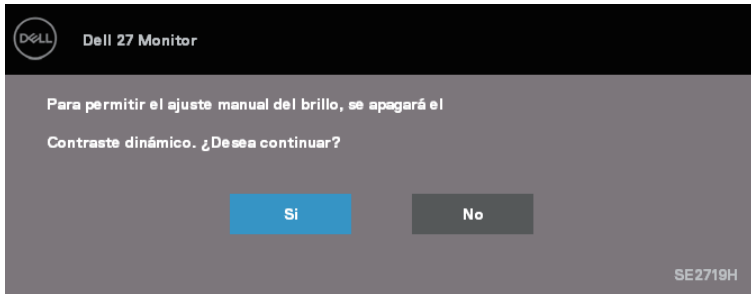 DELL
Dell 27 Monitor
Para permitir el ajuste manual del brillo, se apagará el
Contraste dinámico. ¿Desea continuar?
Si
No
SE2719H